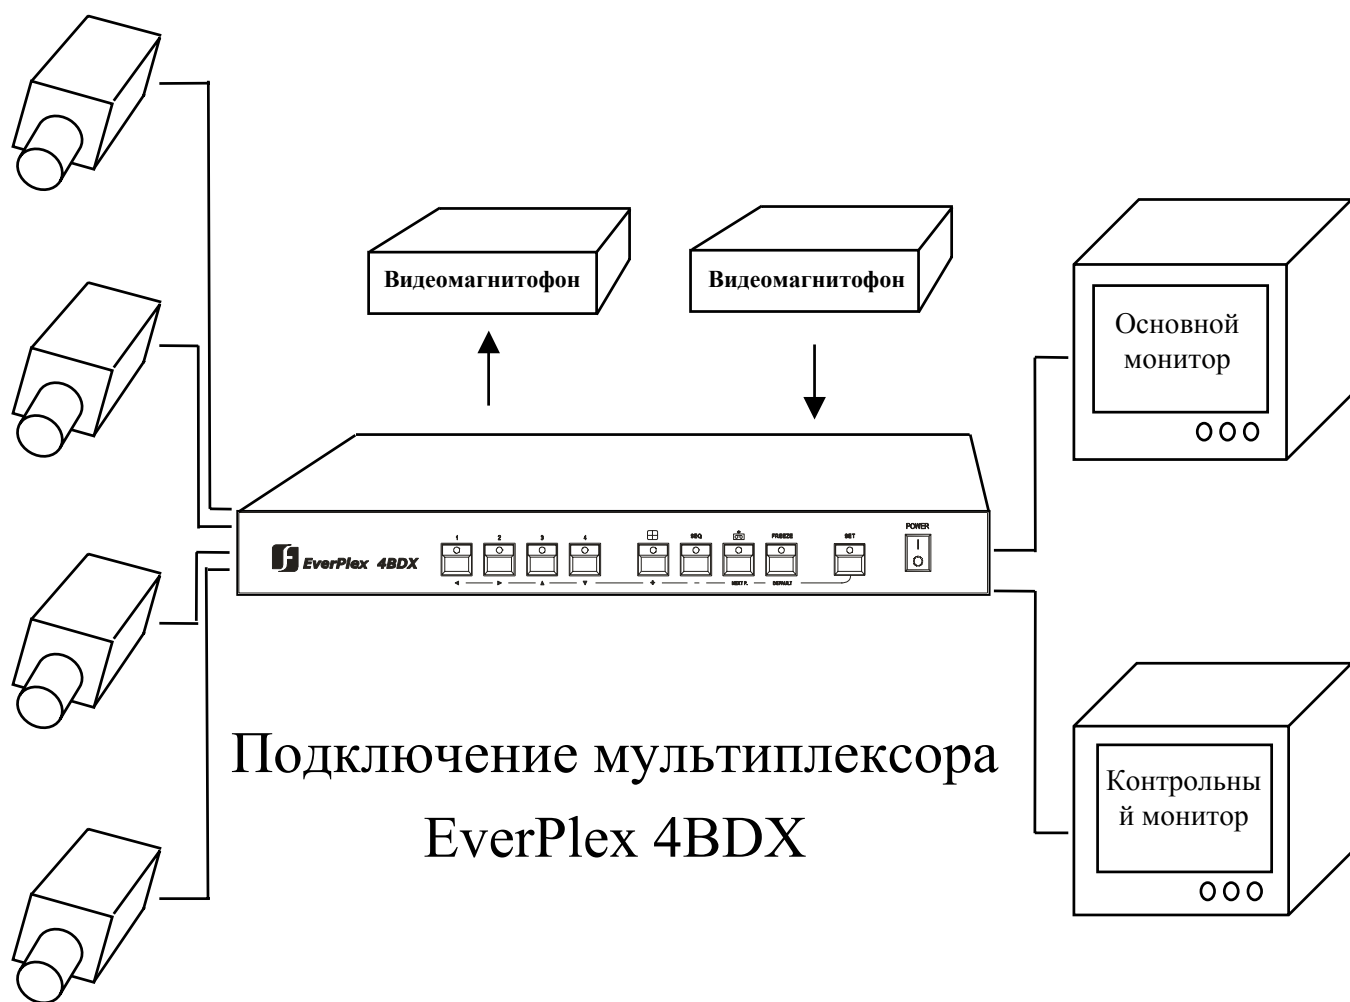 Видеомагнитофон
Видеомагнитофон
Основной
монитор
EverPlex 4BDX
1 2 3 4 SEQ FREEZE SET POWER
NEXT P. DEFAULT
Подключение мультиплексора
EverPlex 4BDX
Контрольны
й монитор